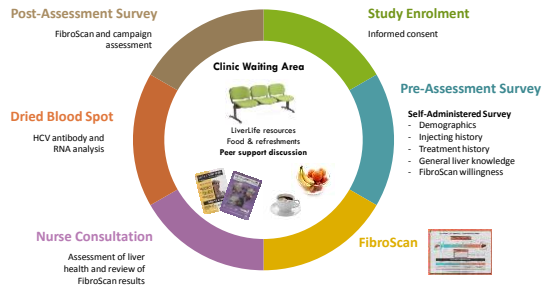 Post-Assessment Survey
FibroScan and campaign
assessment
Study Enrolment
Informed consent
Clinic Waiting Area
LiverLife resources
Food & refreshments
Peer support discussion
Pre-Assessment Survey
Self-Administered Survey
- Demographics
- Injecting history
- Treatment history
- General liver knowledge
- FibroScan willingness
Dried Blood Spot
HCV antibody and
RNA analysis
Nurse Consultation
Assessment of liver
health and review of
FibroScan results
FibroScan